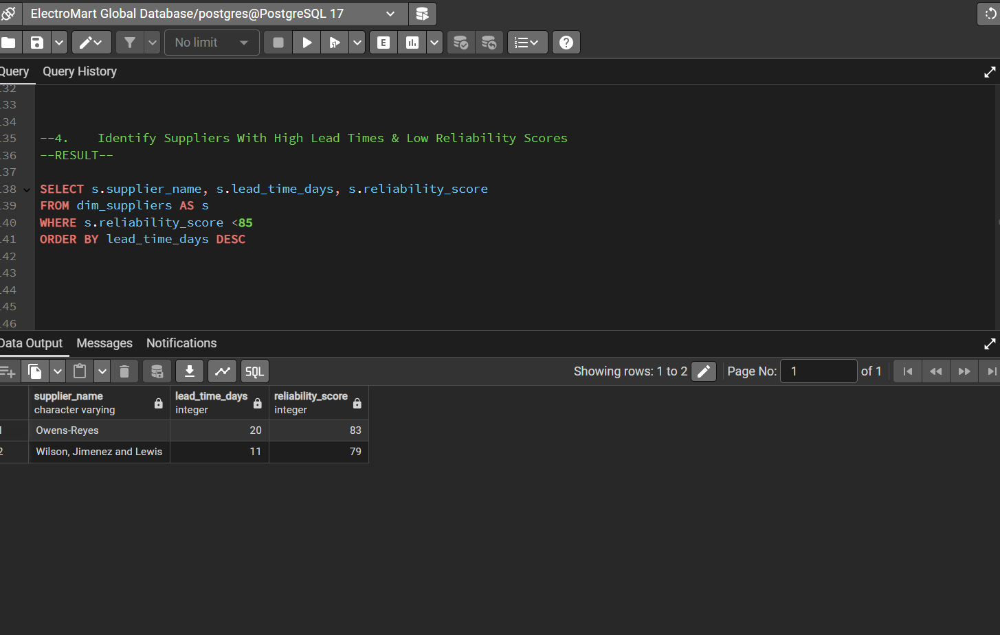 ElectroMart Global Database/postgres@PostgreSQL 17
No limit
E
Query Query History
32
33
34
35 --4. Identify Suppliers With High Lead Times & Low Reliability Scores
36 --RESULT--
37
38 SELECT s.supplier_name, s.lead_time_days, s.reliability_score
39 FROM dim_suppliers AS s
40 WHERE s.reliability_score <85
41 ORDER BY lead_time_days DESC
42
43
44
45
46
Data Output Messages Notifications
SQL Showing rows: 1 to 2 Page No: 1 of 1
supplier_name lead_time_days reliability_score
character varying integer integer
1 Owens-Reyes 20 83
2 Wilson, Jimenez and Lewis 11 79